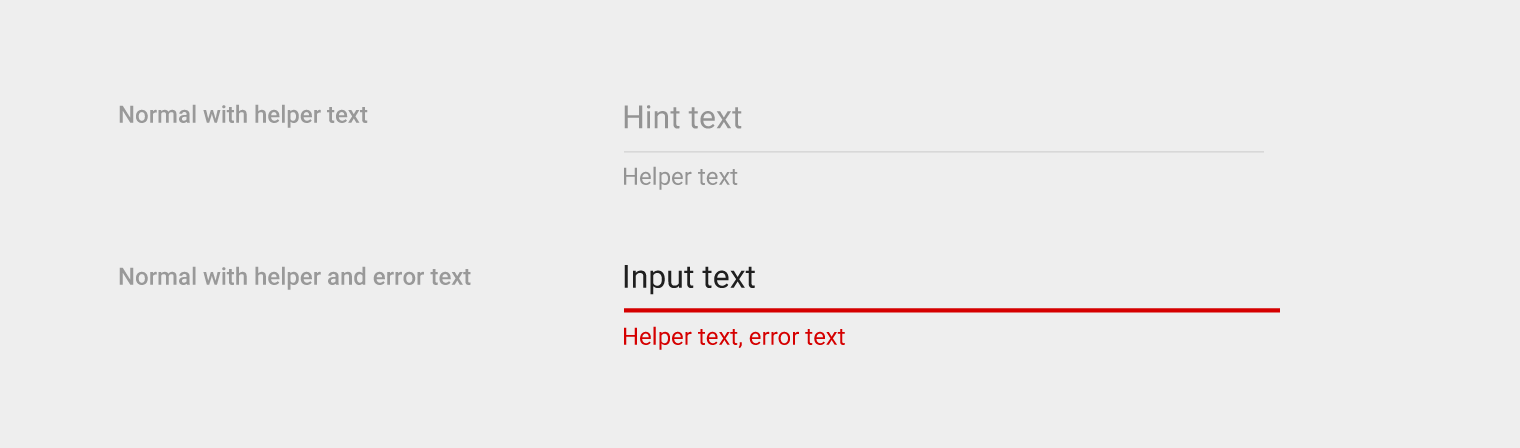 Normal with helper text
Hint text
Helper text
Normal with helper and error text
Input text
Helper text, error text